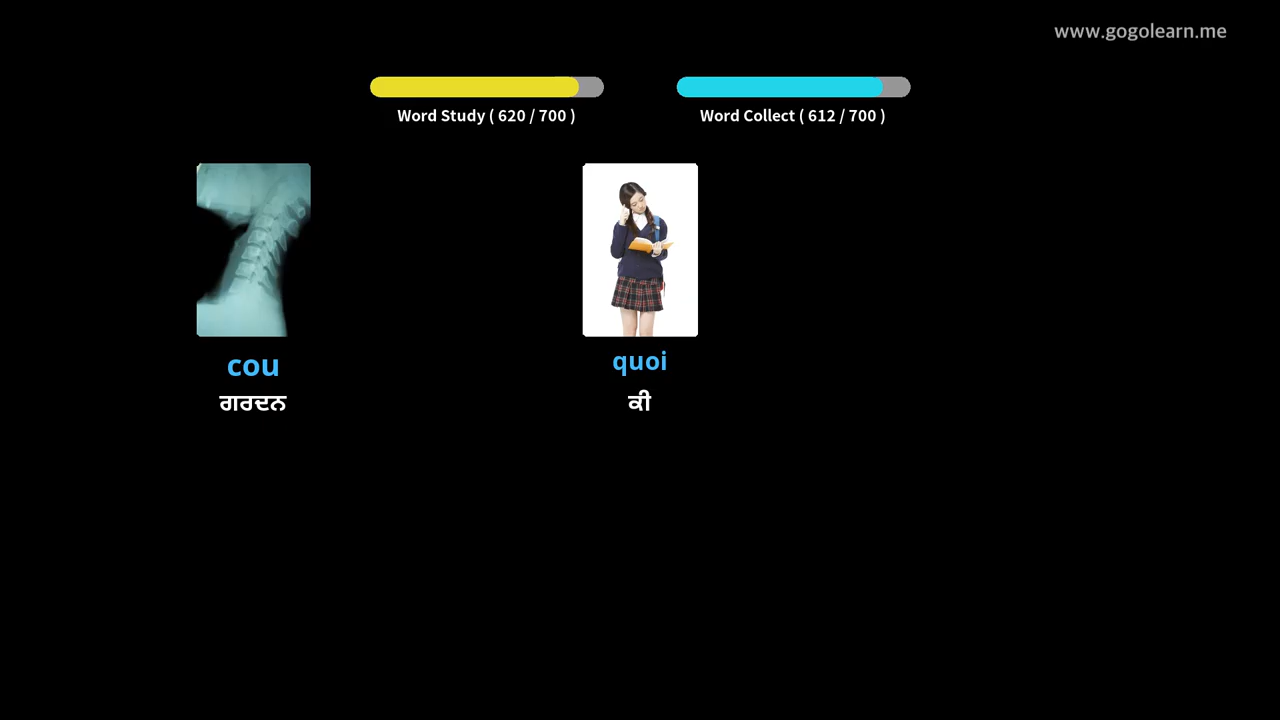 www.gogolearn.me
Word Study ( 620 / 700 )
Word Collect ( 612 / 700 )
cou
quoi
ਗਰਦਨ
ਕੀ